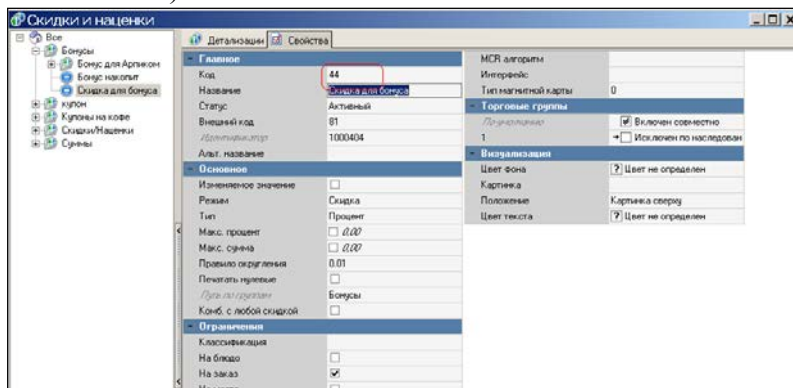 )
Скидки и наценки
Все
Бонусы
Бонус для Арпиком
Бонус накопит
Скидка для бонуса
купон
Купоны на кофе
Скидки/Наценки
Суммы
Детализации Свойства
Главное
Код 44
Название Скидка для бонуса
Статус Активный
Внешний код 81
Идентификатор 1000404
Альт. название
Основное
Изменяемое значение
Режим Скидка
Тип Процент
Макс. процент 0.00
Макс. сумма 0.00
Правило округления 0.01
Печатать нулевые
Путь по группам Бонусы
Комб. с любой скидкой
Ограничения
Классификация
На блюдо
На заказ
MCR алгоритм
Интерфейс
Тип магнитной карты 0
Торговые группы
По умолчанию Включен совместно
1 Исключен по наследован
Визуализация
Цвет фона ? Цвет не определен
Картинка
Положение Картинка сверху
Цвет текста ? Цвет не определен